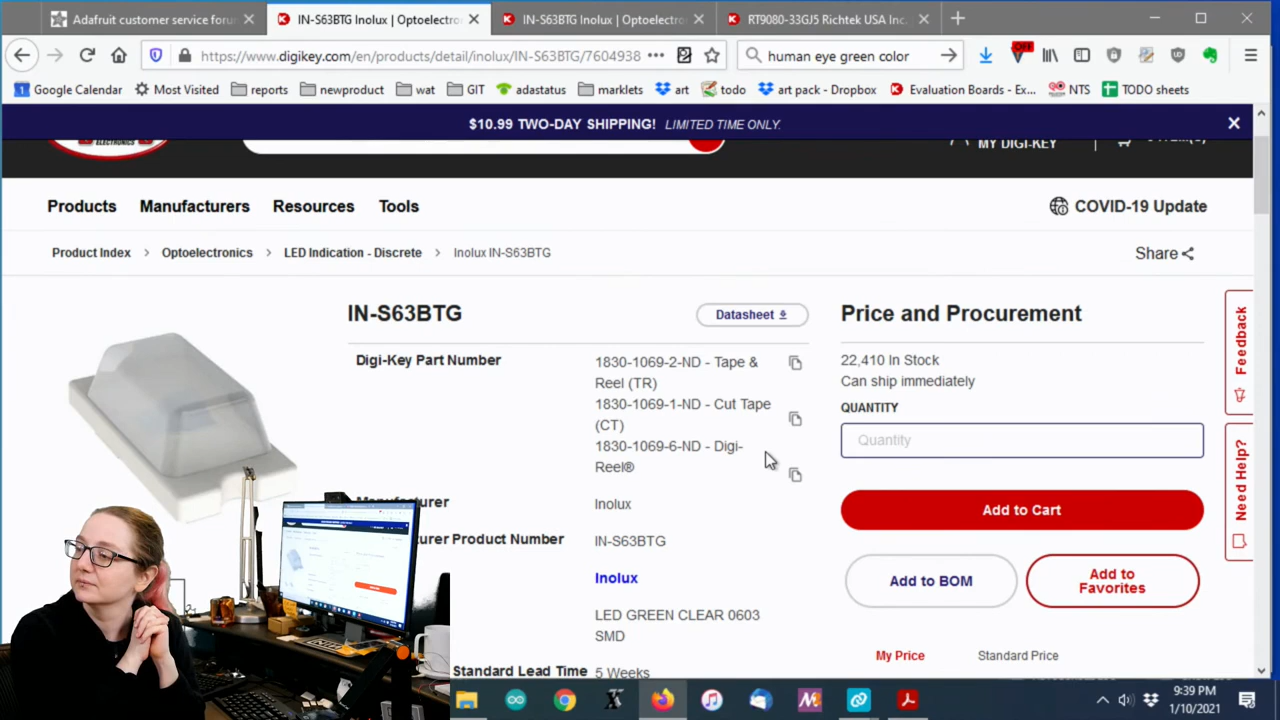 Adafruit customer service foru
IN-S63BTG Inolux | Optoelectro
IN-S63BTG Inolux | Optoelectro
RT9080-33GJ5 Richtek USA Inc.
https://www.digikey.com/en/products/detail/inolux/IN-S63BTG/7604938
human eye green color
OFF
Google Calendar
Most Visited
reports
newproduct
wat
GIT
adastatus
marklets
art
todo
art pack - Dropbox
Evaluation Boards - Ex...
NTS
TODO sheets
$10.99 TWO-DAY SHIPPING! LIMITED TIME ONLY.
ELECTRONICS
MY DIGI-KEY
Products
Manufacturers
Resources
Tools
COVID-19 Update
Product Index > Optoelectronics > LED Indication - Discrete > Inolux IN-S63BTG
Share
IN-S63BTG
Datasheet
Digi-Key Part Number
1830-1069-2-ND - Tape &
Reel (TR)
1830-1069-1-ND - Cut Tape
(CT)
1830-1069-6-ND - Digi-
Reel®
Inolux
IN-S63BTG
Inolux
LED GREEN CLEAR 0603
SMD
Standard Lead Time
5 Weeks
Product Number
Price and Procurement
22,410 In Stock
Can ship immediately
QUANTITY
Quantity
Add to Cart
Add to BOM
Add to
Favorites
My Price
Standard Price
Feedback
Need Help?
9:39 PM
1/10/2021